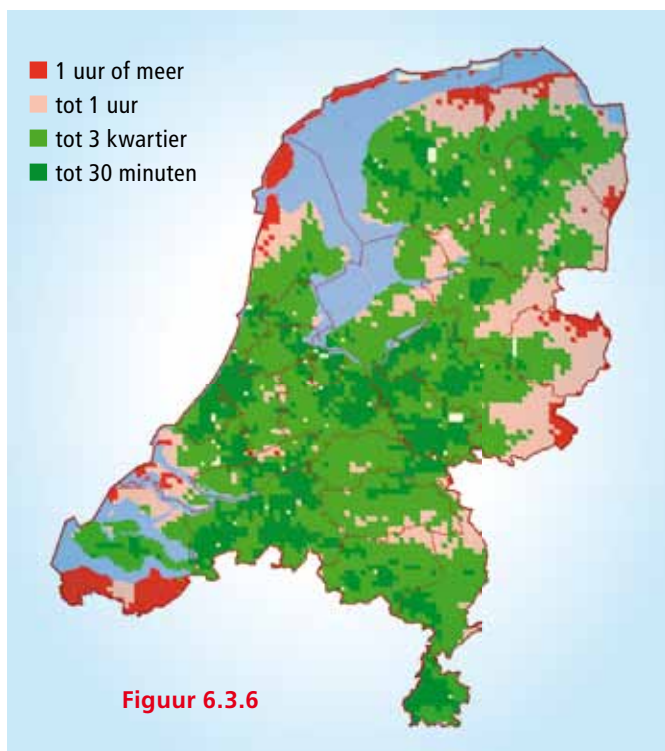 1 uur of meer
tot 1 uur
tot 3 kwartier
tot 30 minuten
Figuur 6.3.6